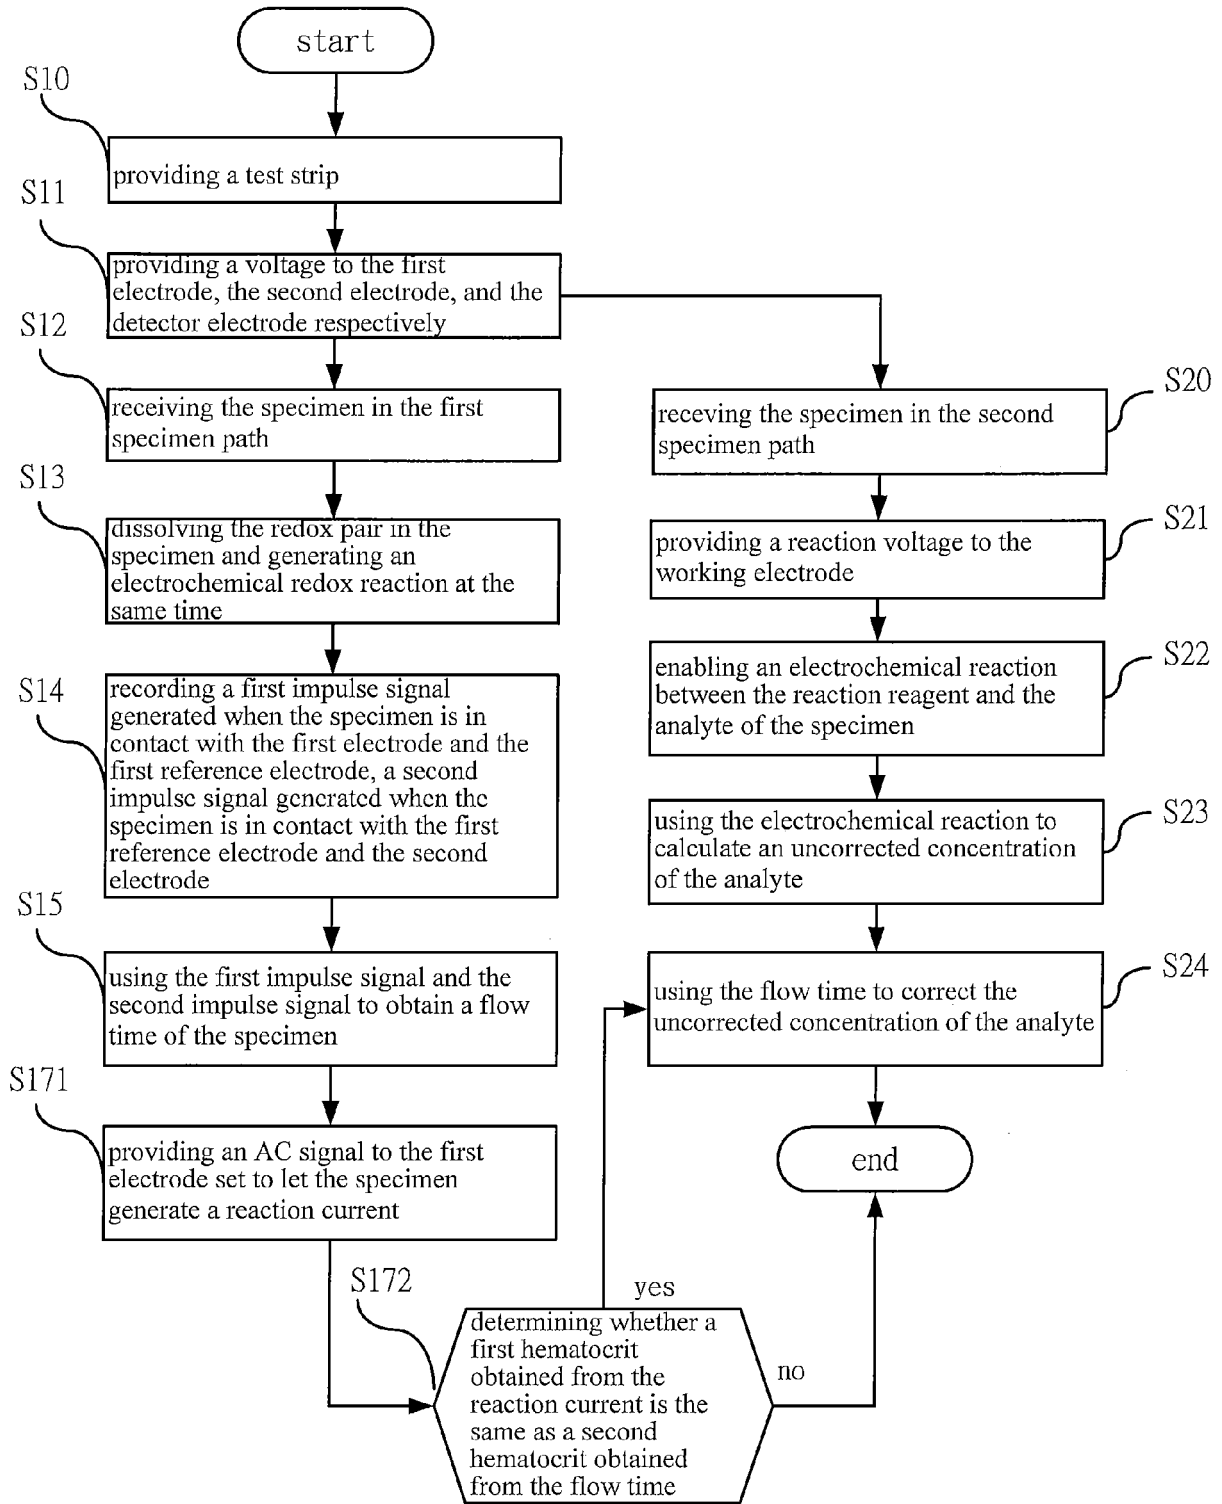 start
S10
providing a test strip
S11
providing a voltage to the first
electrode, the second electrode, and the
detector electrode respectively
S12
receiving the specimen in the first
specimen path
S13
dissolving the redox pair in the
specimen and generating an
electrochemical redox reaction at the
same time
S14
recording a first impulse signal
generated when the specimen is in
contact with the first electrode and the
first reference electrode, a second
impulse signal generated when the
specimen is in contact with the first
reference electrode and the second
electrode
S15
using the first impulse signal and the
second impulse signal to obtain a flow
time of the specimen
S171
providing an AC signal to the first
electrode set to let the specimen
generate a reaction current
S172
determining whether a
first hematocrit
obtained from the
reaction current is the
same as a second
hematocrit obtained
from the flow time
yes
no
S20
receving the specimen in the second
specimen path
S21
providing a reaction voltage to the
working electrode
S22
enabling an electrochemical reaction
between the reaction reagent and the
analyte of the specimen
S23
using the electrochemical reaction to
calculate an uncorrected concentration
of the analyte
S24
using the flow time to correct the
uncorrected concentration of the analyte
end